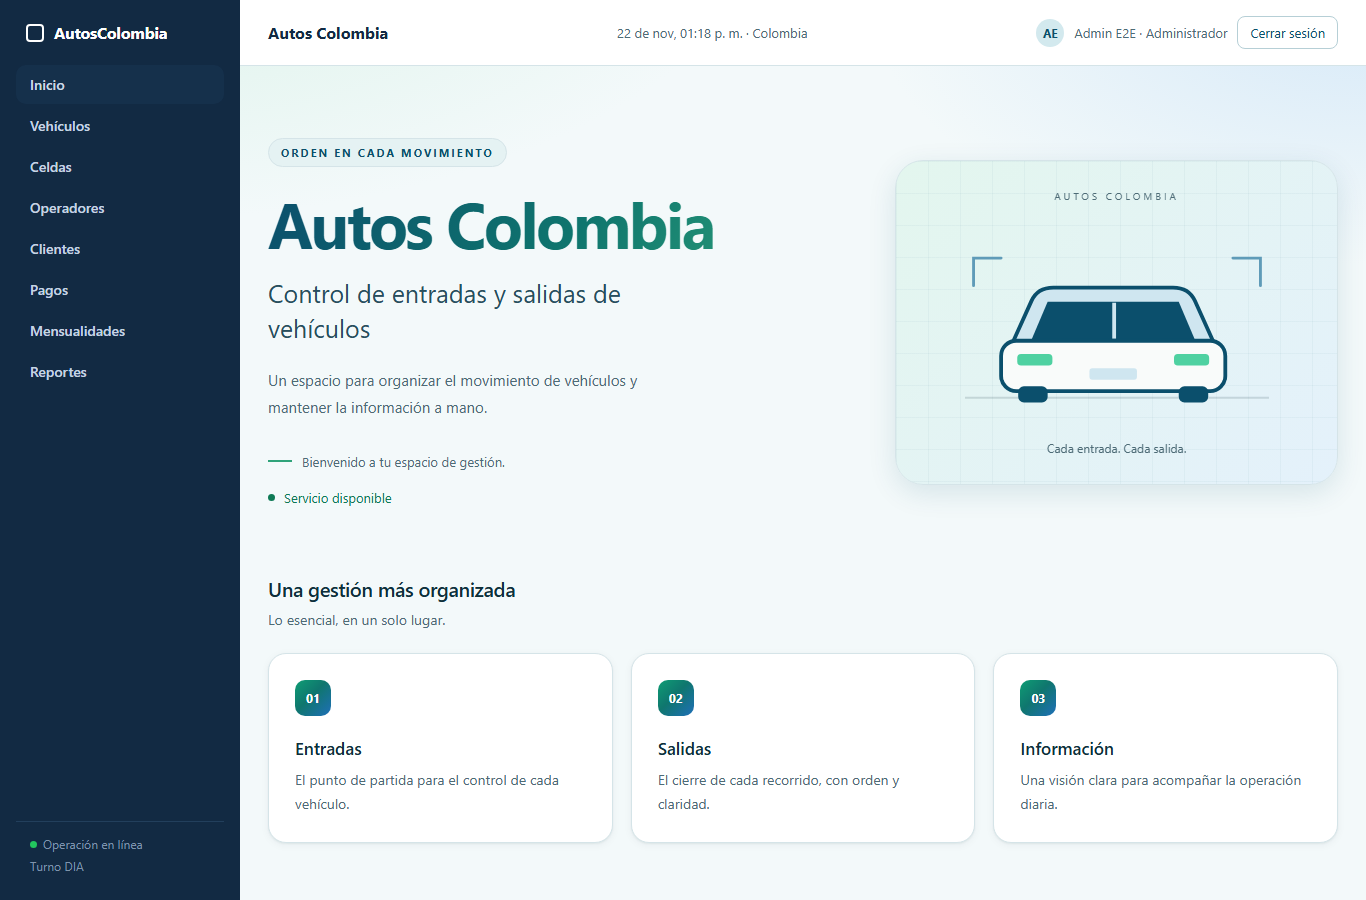 AutosColombia
Inicio
Vehículos
Celdas
Operadores
Clientes
Pagos
Mensualidades
Reportes
Operación en línea
Turno DIA
Autos Colombia
22 de nov, 01:18 p. m. · Colombia
AE
Admin E2E · Administrador
Cerrar sesión
ORDEN EN CADA MOVIMIENTO
Autos Colombia
Control de entradas y salidas de
vehículos
Un espacio para organizar el movimiento de vehículos y
mantener la información a mano.
Bienvenido a tu espacio de gestión.
Servicio disponible
AUTOS COLOMBIA
Cada entrada. Cada salida.
Una gestión más organizada
Lo esencial, en un solo lugar.
01
Entradas
El punto de partida para el control de cada
vehículo.
02
Salidas
El cierre de cada recorrido, con orden y
claridad.
03
Información
Una visión clara para acompañar la operación
diaria.